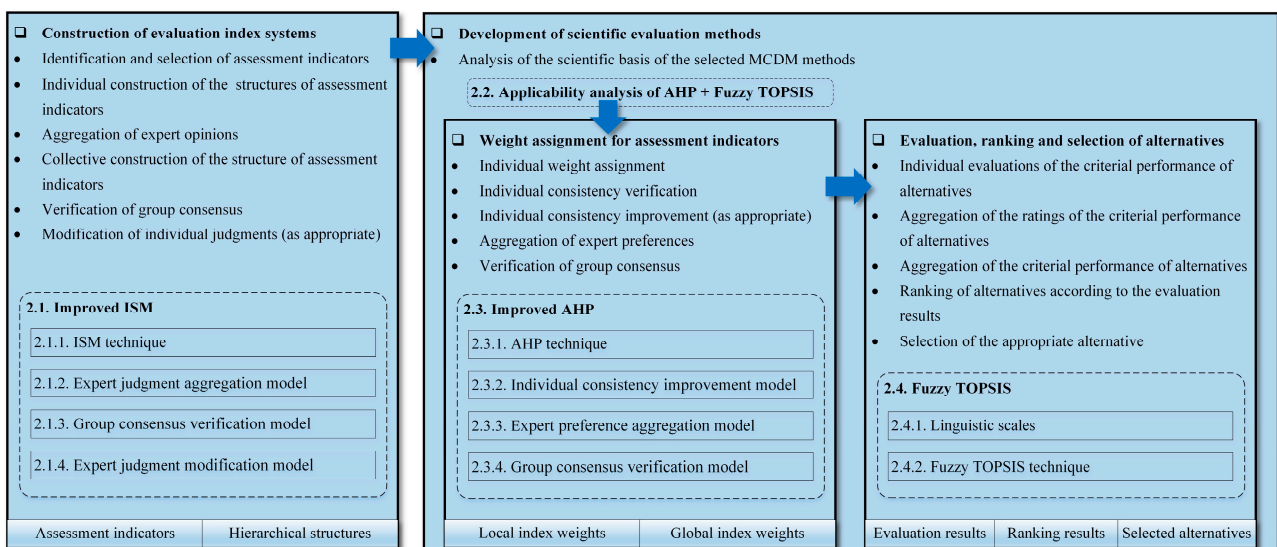 Construction of evaluation index systems
Identification and selection of assessment indicators
Individual construction of the structures of assessment
indicators
Aggregation of expert opinions
Collective construction of the structure of assessment
indicators
Verification of group consensus
Modification of individual judgments (as appropriate)
2.1. Improved ISM
2.1.1. ISM technique
2.1.2. Expert judgment aggregation model
2.1.3. Group consensus verification model
2.1.4. Expert judgment modification model
Assessment indicators
Hierarchical structures
Development of scientific evaluation methods
Analysis of the scientific basis of the selected MCDM methods
2.2. Applicability analysis of AHP + Fuzzy TOPSIS
Weight assignment for assessment indicators
Individual weight assignment
Individual consistency verification
Individual consistency improvement (as appropriate)
Aggregation of expert preferences
Verification of group consensus
2.3. Improved AHP
2.3.1. AHP technique
2.3.2. Individual consistency improvement model
2.3.3. Expert preference aggregation model
2.3.4. Group consensus verification model
Local index weights
Global index weights
Evaluation, ranking and selection of alternatives
Individual evaluations of the criterial performance of
alternatives
Aggregation of the ratings of the criterial performance
of alternatives
Aggregation of the criterial performance of alternatives
Ranking of alternatives according to the evaluation
results
Selection of the appropriate alternative
2.4. Fuzzy TOPSIS
2.4.1. Linguistic scales
2.4.2. Fuzzy TOPSIS technique
Evaluation results
Ranking results
Selected alternatives